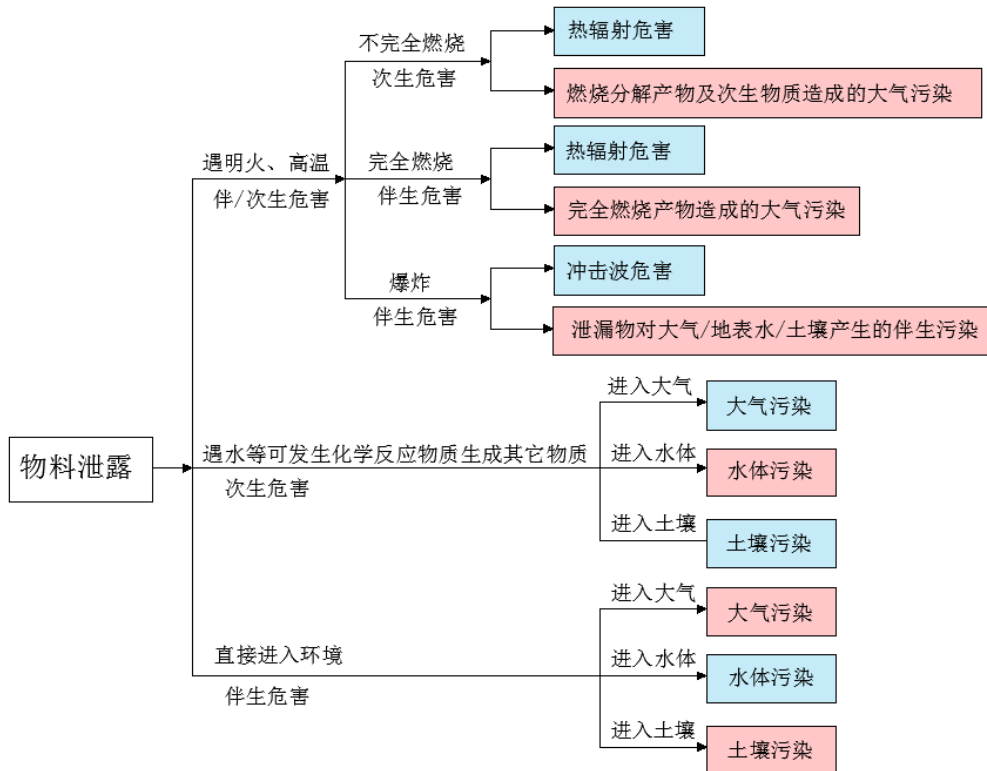 不完全燃烧
次生危害
热辐射危害
燃烧分解产物及次生物质造成的大气污染
遇明火、高温
伴/次生危害
完全燃烧
伴生危害
热辐射危害
完全燃烧产物造成的大气污染
爆炸
伴生危害
冲击波危害
泄漏物对大气/地表水/土壤产生的伴生污染
物料泄露
遇水等可发生化学反应物质生成其它物质
次生危害
进入大气
大气污染
进入水体
水体污染
进入土壤
土壤污染
直接进入环境
伴生危害
进入大气
大气污染
进入水体
水体污染
进入土壤
土壤污染